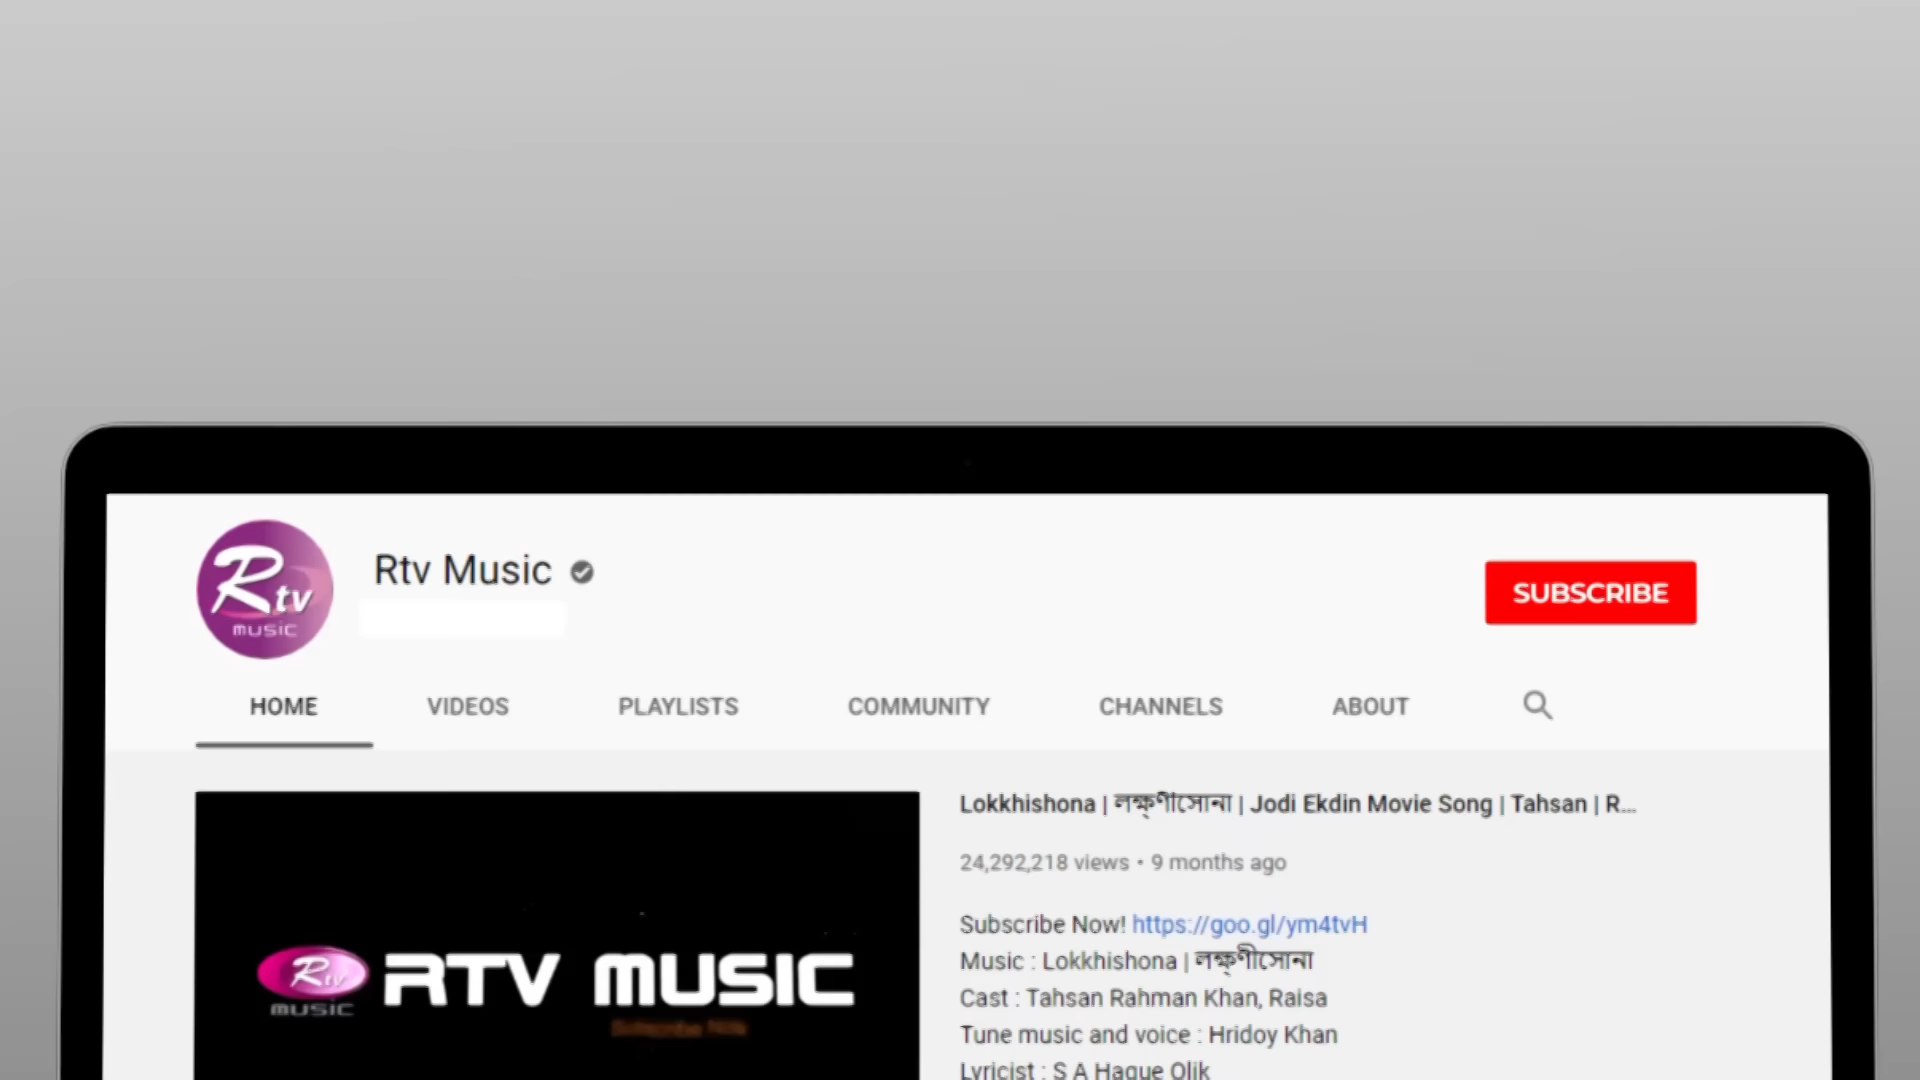 Rtv
music
Rtv Music
SUBSCRIBE
HOME VIDEOS PLAYLISTS COMMUNITY CHANNELS ABOUT
Lokkhishona | লক্ষ্ণীসোনা | Jodi Ekdin Movie Song | Tahsan | R...
24,292,218 views • 9 months ago
Subscribe Now! https://goo.gl/ym4tvH
Music : Lokkhishona | লক্ষ্ণীসোনা
Cast : Tahsan Rahman Khan, Raisa
Tune music and voice : Hridoy Khan
Lyricist : S A Haque Olik
Rtv
MUSIC
RTV MUSIC